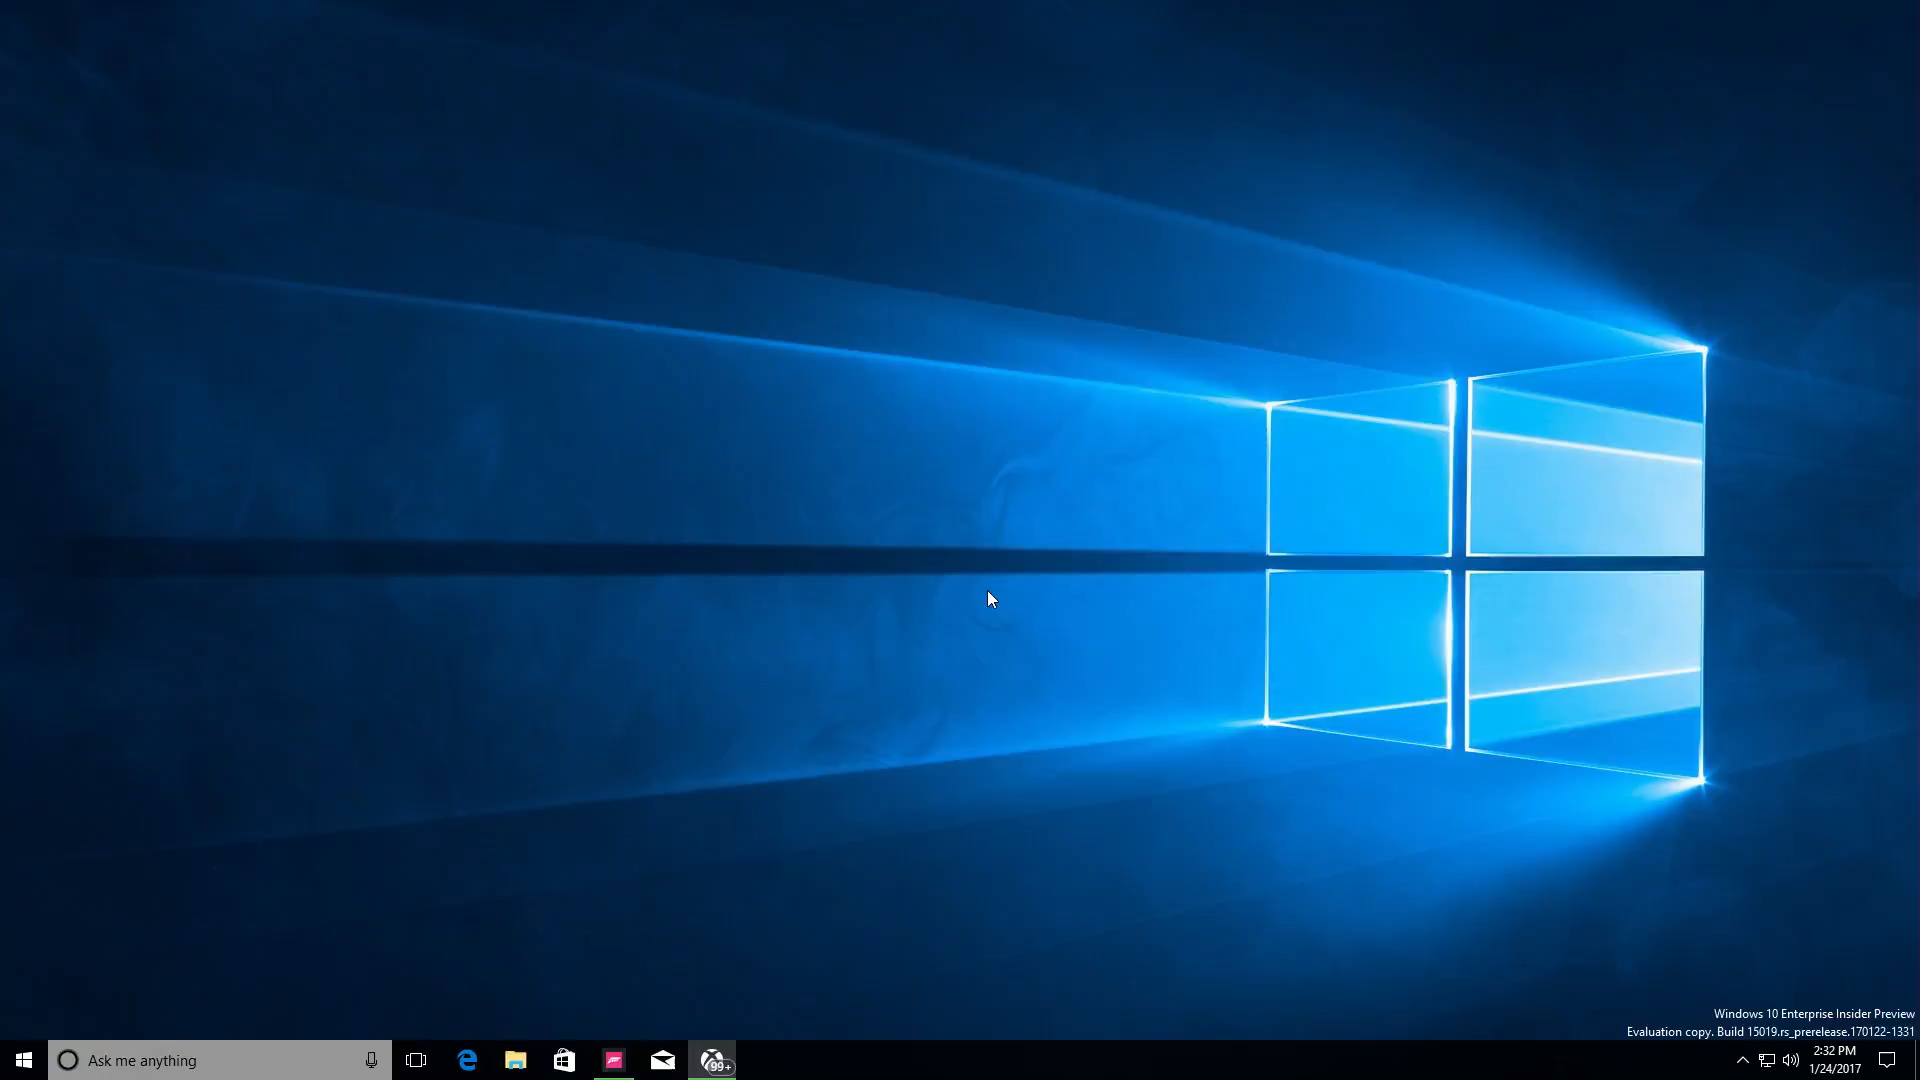 Windows 10 Enterprise Insider Preview
Evaluation copy. Build 15019.rs_prerelease.170122-1331
Ask me anything
99+
2:32 PM
1/24/2017